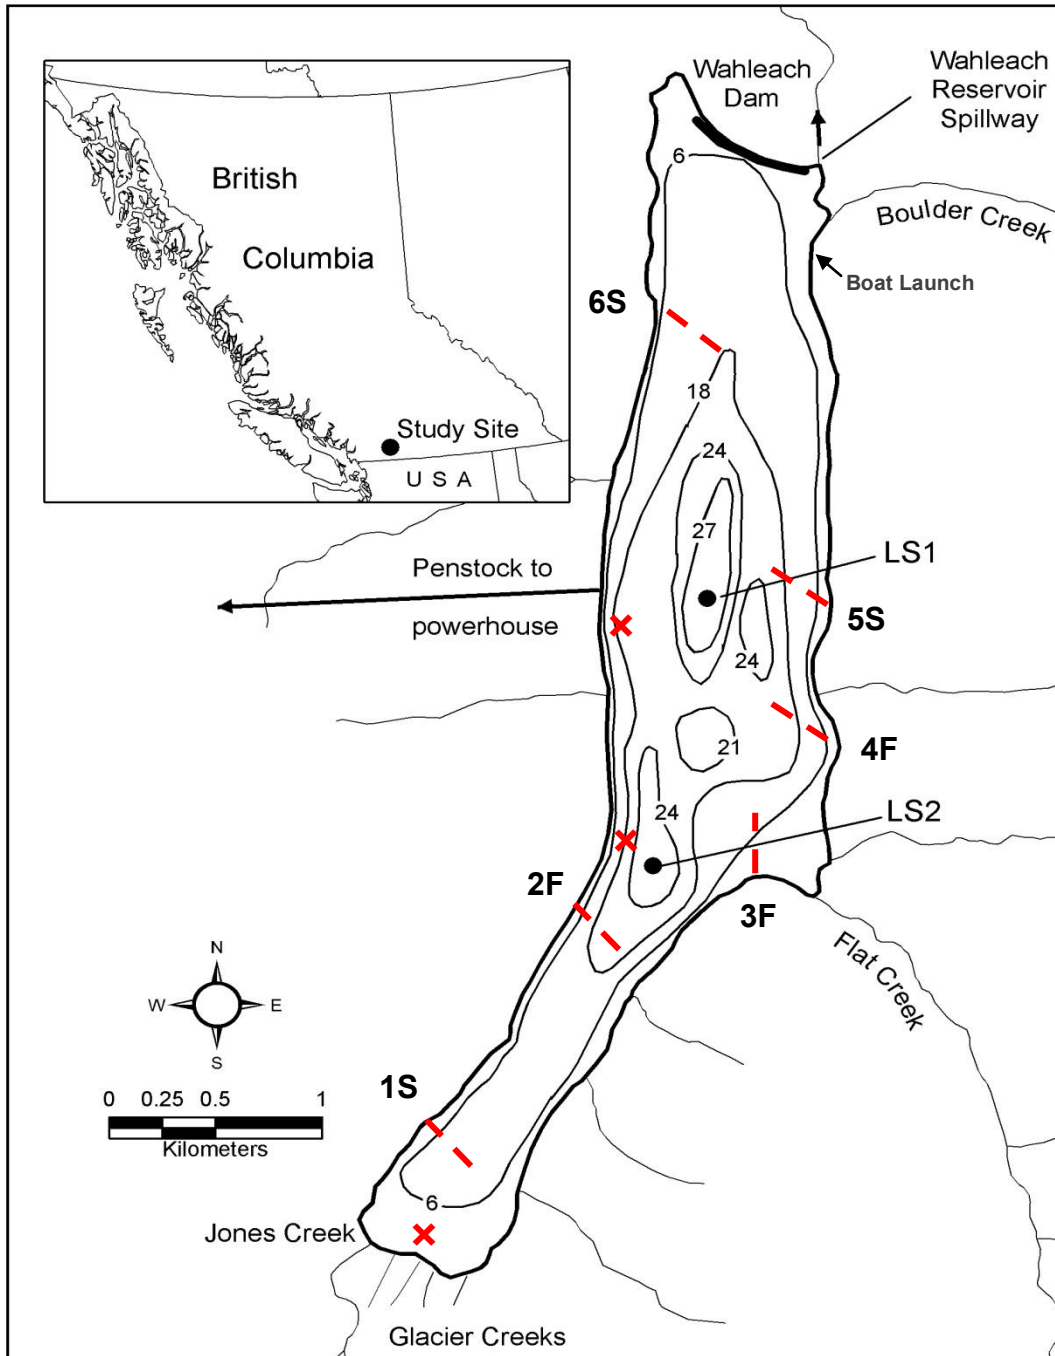 Wahleach
Dam
Wahleach
Reservoir
Spillway
6
British
Columbia
Boulder Creek
Boat Launch
6S
18
Study Site
U S A
24
27
LS1
Penstock to
powerhouse
5S
24
4F
21
24
LS2
2F
3F
Flat Creek
N
W
E
S
1S
0 0.25 0.5 1
Kilometers
6
Jones Creek
Glacier Creeks